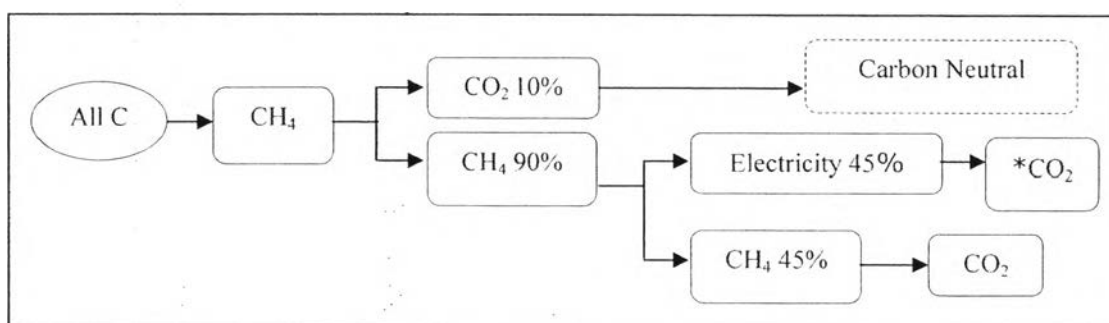 All C
CH₄
CO₂ 10%
Carbon Neutral
CH₄ 90%
Electricity 45%
*CO₂
CH₄ 45%
CO₂